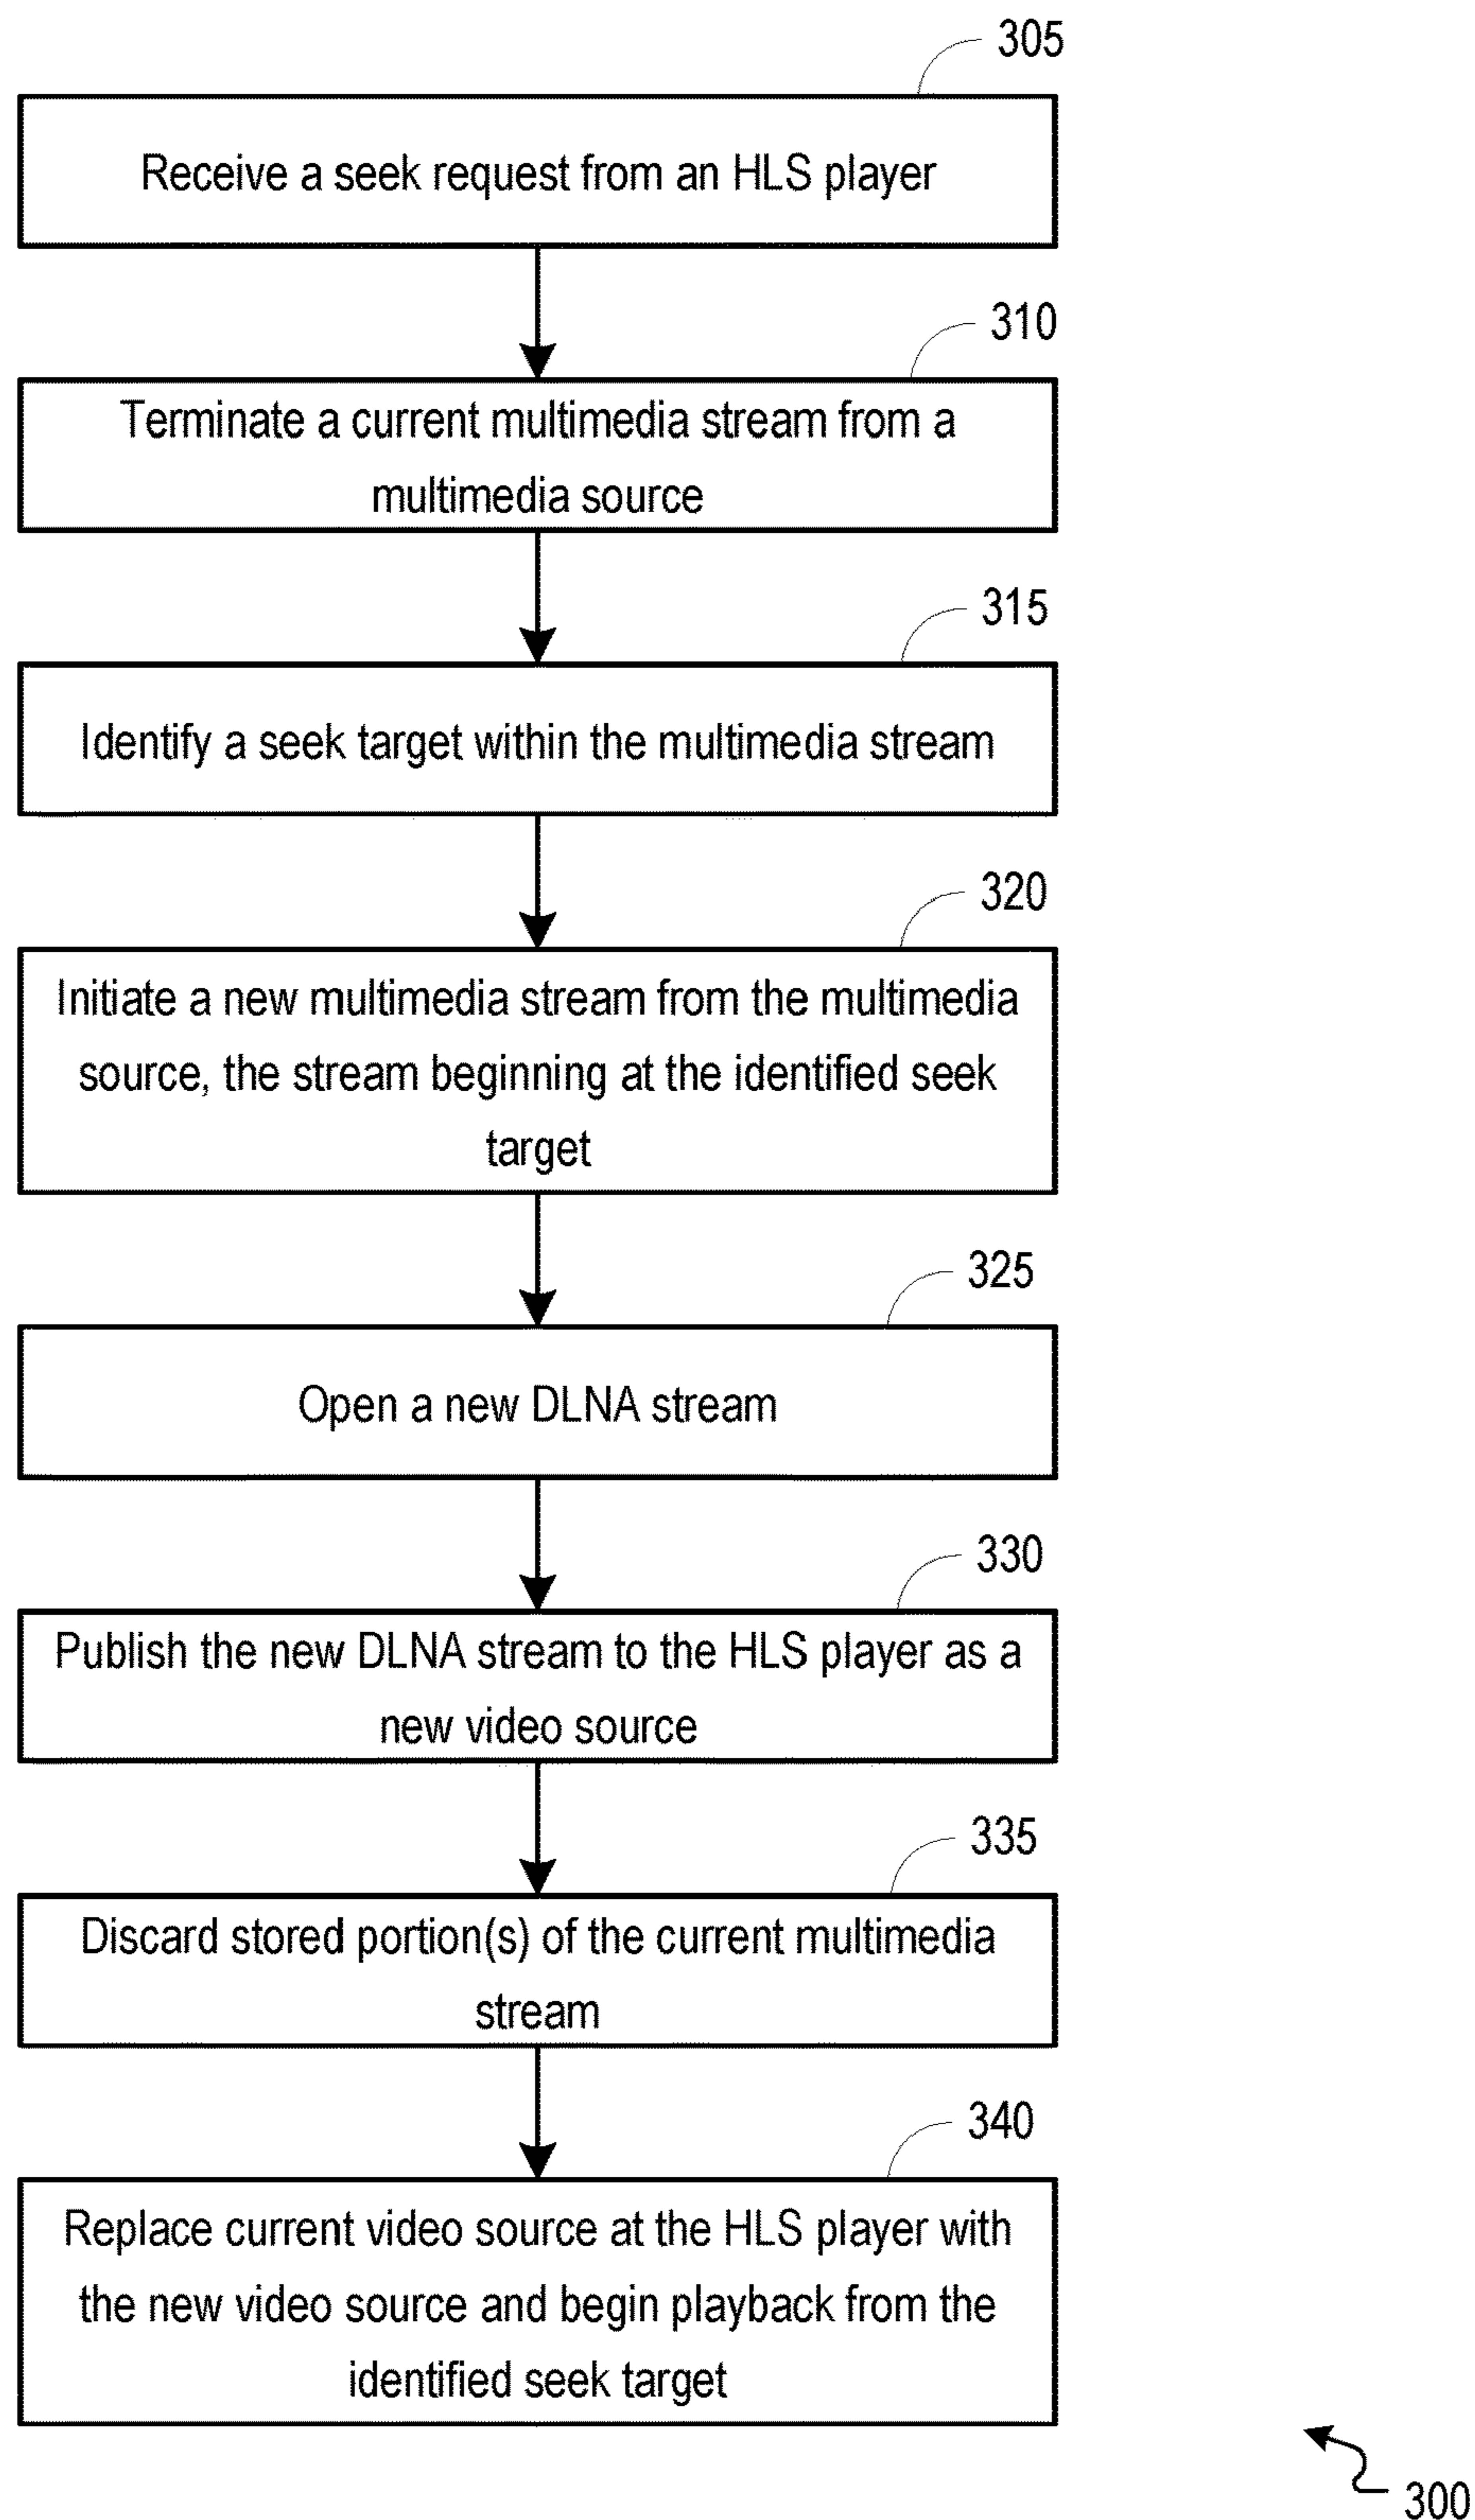 305
Receive a seek request from an HLS player
310
Terminate a current multimedia stream from a
multimedia source
315
Identify a seek target within the multimedia stream
320
Initiate a new multimedia stream from the multimedia
source, the stream beginning at the identified seek
target
325
Open a new DLNA stream
330
Publish the new DLNA stream to the HLS player as a
new video source
335
Discard stored portion(s) of the current multimedia
stream
340
Replace current video source at the HLS player with
the new video source and begin playback from the
identified seek target
300